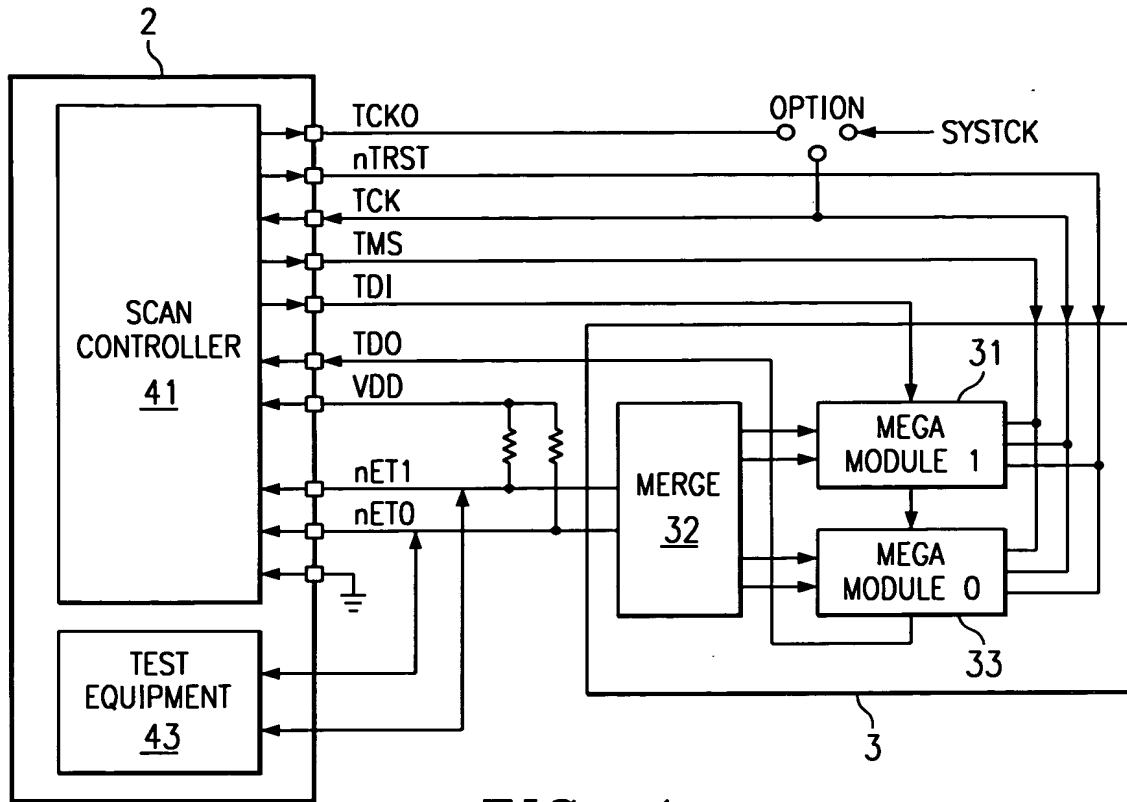 2
TCKO
OPTION
SYSTCK
nTRST
TCK
TMS
TDI
SCAN
CONTROLLER
41
TDO
VDD
31
MEGA
MODULE 1
nET1
MERGE
32
nET0
MEGA
MODULE 0
33
TEST
EQUIPMENT
43
3